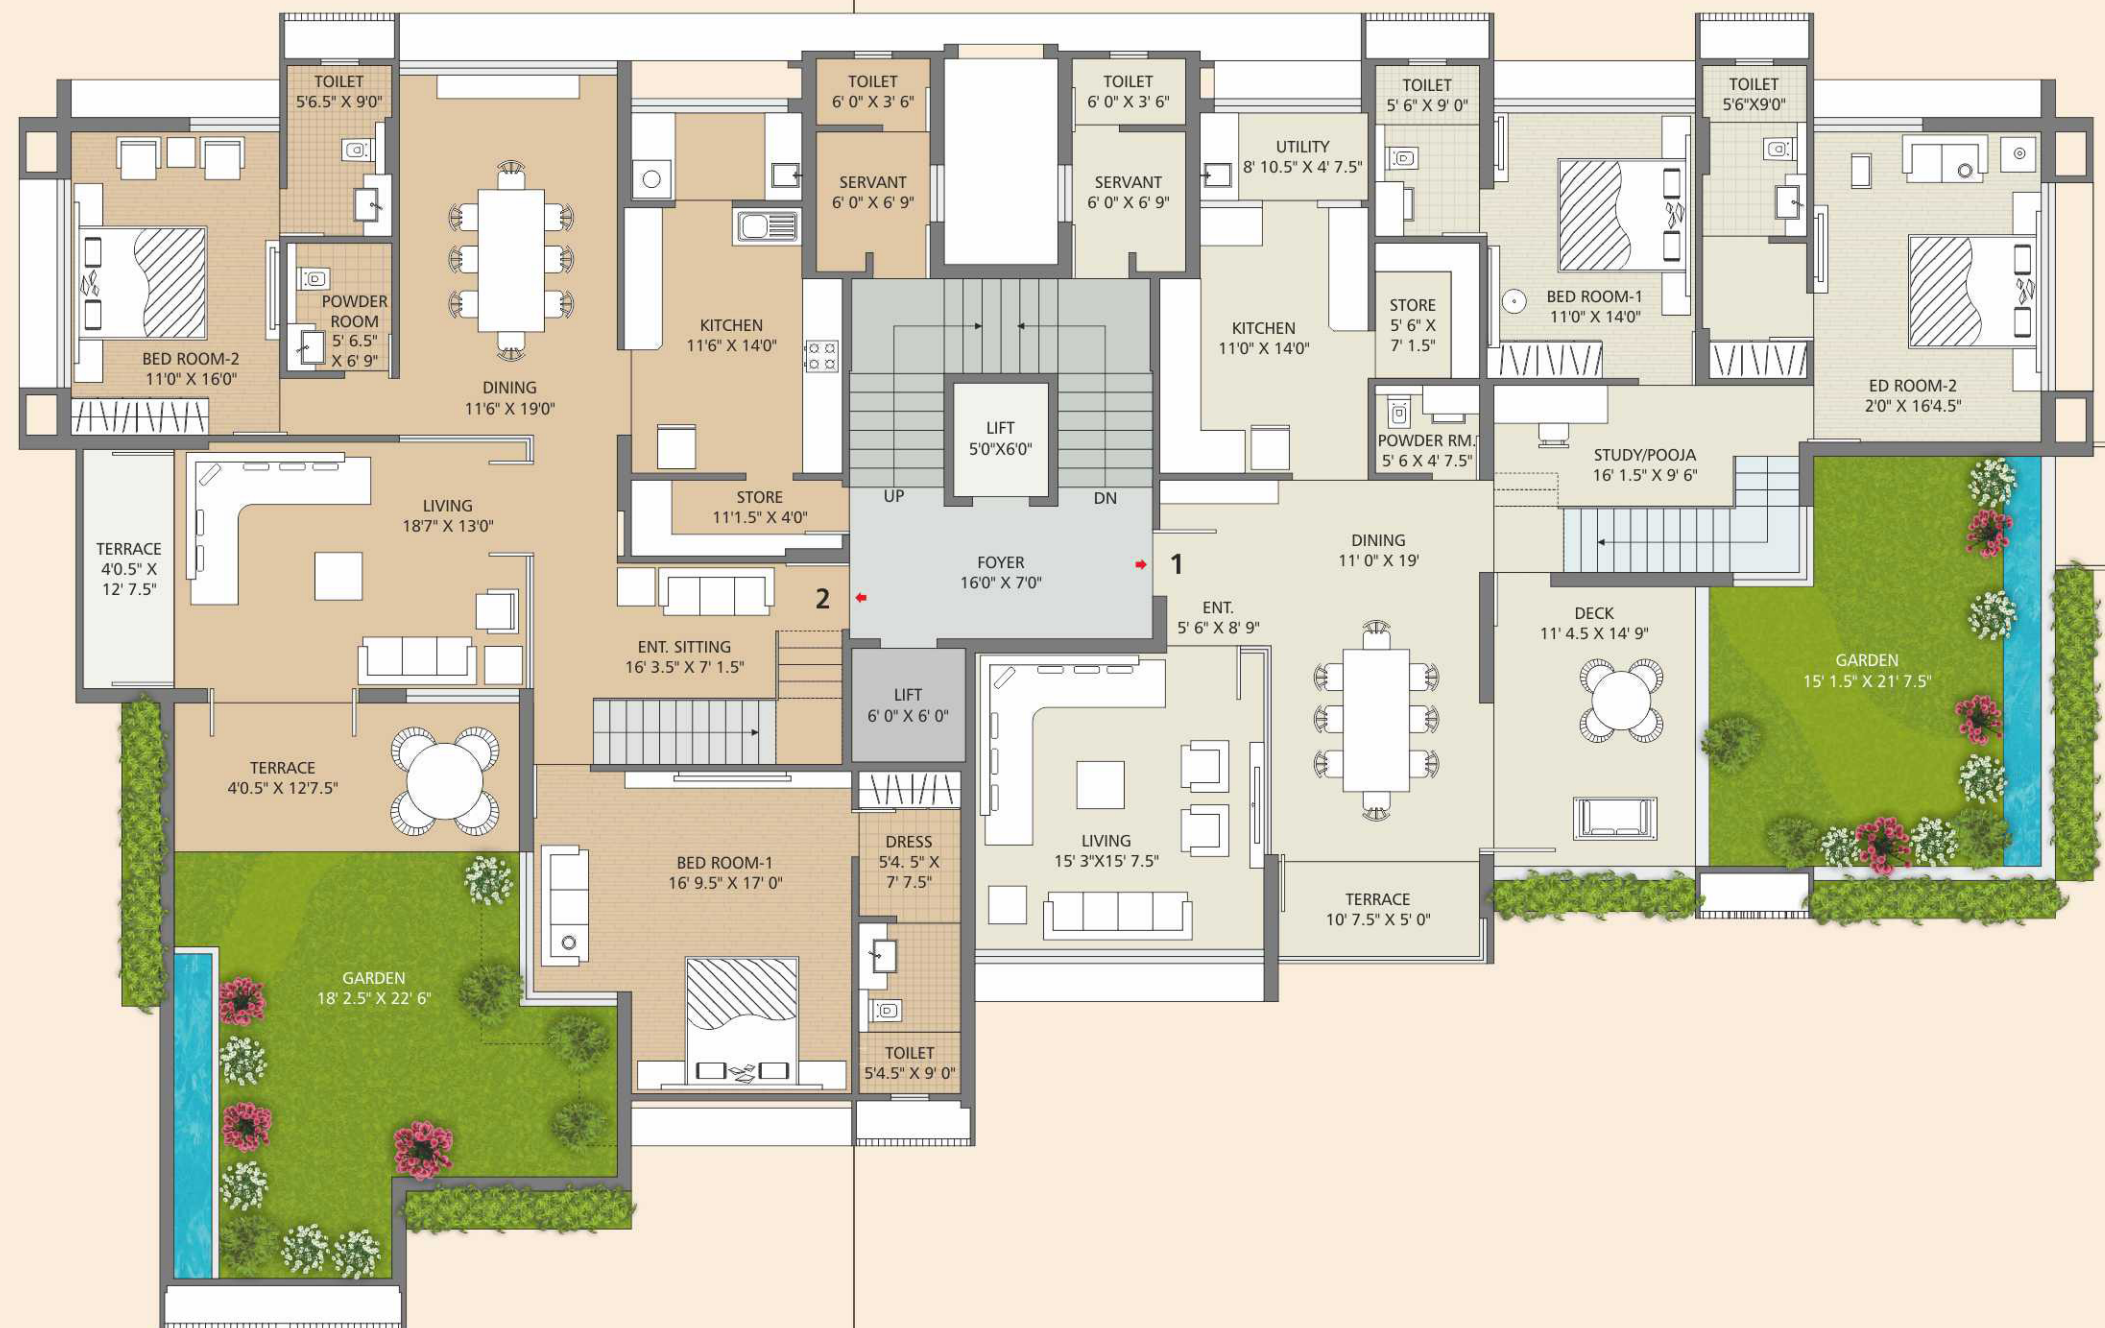 TOILET
5'6.5" X 9'0"
TOILET
6' 0" X 3' 6"
TOILET
6' 0" X 3' 6"
TOILET
5' 6" X 9' 0"
TOILET
5'6"X9'0"
UTILITY
8' 10.5" X 4' 7.5"
SERVANT
6' 0" X 6' 9"
SERVANT
6' 0" X 6' 9"
POWDER
ROOM
5' 6.5"
X 6' 9"
BED ROOM-2
11'0" X 16'0"
DINING
11'6" X 19'0"
KITCHEN
11'6" X 14'0"
KITCHEN
11'0" X 14'0"
STORE
5' 6" X
7' 1.5"
BED ROOM-1
11'0" X 14'0"
ED ROOM-2
2'0" X 16'4.5"
LIFT
5'0"X6'0"
POWDER RM.
5' 6 X 4' 7.5"
STUDY/POOJA
16' 1.5" X 9' 6"
UP
DN
STORE
11'1.5" X 4'0"
LIVING
18'7" X 13'0"
TERRACE
4'0.5" X
12' 7.5"
FOYER
16'0" X 7'0"
1
2
DINING
11' 0" X 19'
ENT.
5' 6" X 8' 9"
DECK
11' 4.5 X 14' 9"
ENT. SITTING
16' 3.5" X 7' 1.5"
GARDEN
15' 1.5" X 21' 7.5"
LIFT
6' 0" X 6' 0"
TERRACE
4'0.5" X 12'7.5"
BED ROOM-1
16' 9.5" X 17' 0"
DRESS
5'4. 5" X
7' 7.5"
LIVING
15' 3"X15' 7.5"
TERRACE
10' 7.5" X 5' 0"
GARDEN
18' 2.5" X 22' 6"
TOILET
5'4.5" X 9' 0"